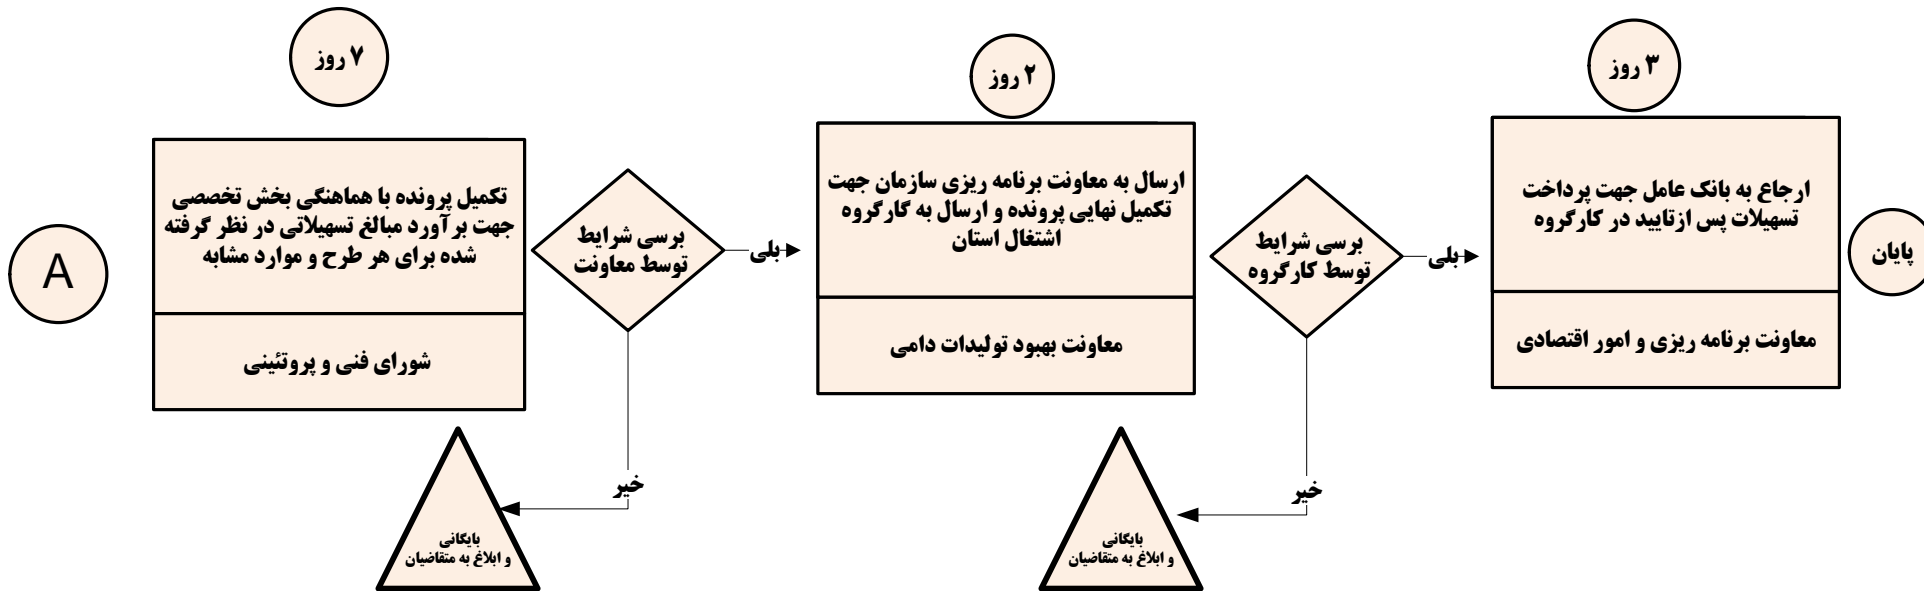 A
۷ روز
تکمیل پرونده با هماهنگی بخش تخصصی
جهت برآورد مبالغ تسهیلاتی در نظر گرفته
شده برای هر طرح و موارد مشابه
شورای فنی و پروتئینی
برسی شرایط
توسط معاونت
بلی
خیر
بایگانی
و ابلاغ به متقاضیان
۲ روز
ارسال به معاونت برنامه ریزی سازمان جهت
تکمیل نهایی پرونده و ارسال به گارگروه
اشتغال استان
معاونت بهبود تولیدات دامی
برسی شرایط
توسط کارگروه
بلی
خیر
بایگانی
و ابلاغ به متقاضیان
۳ روز
ارجاع به بانک عامل جهت پرداخت
تسهیلات پس ازتایید در کارگروه
معاونت برنامه ریزی و امور اقتصادی
پایان